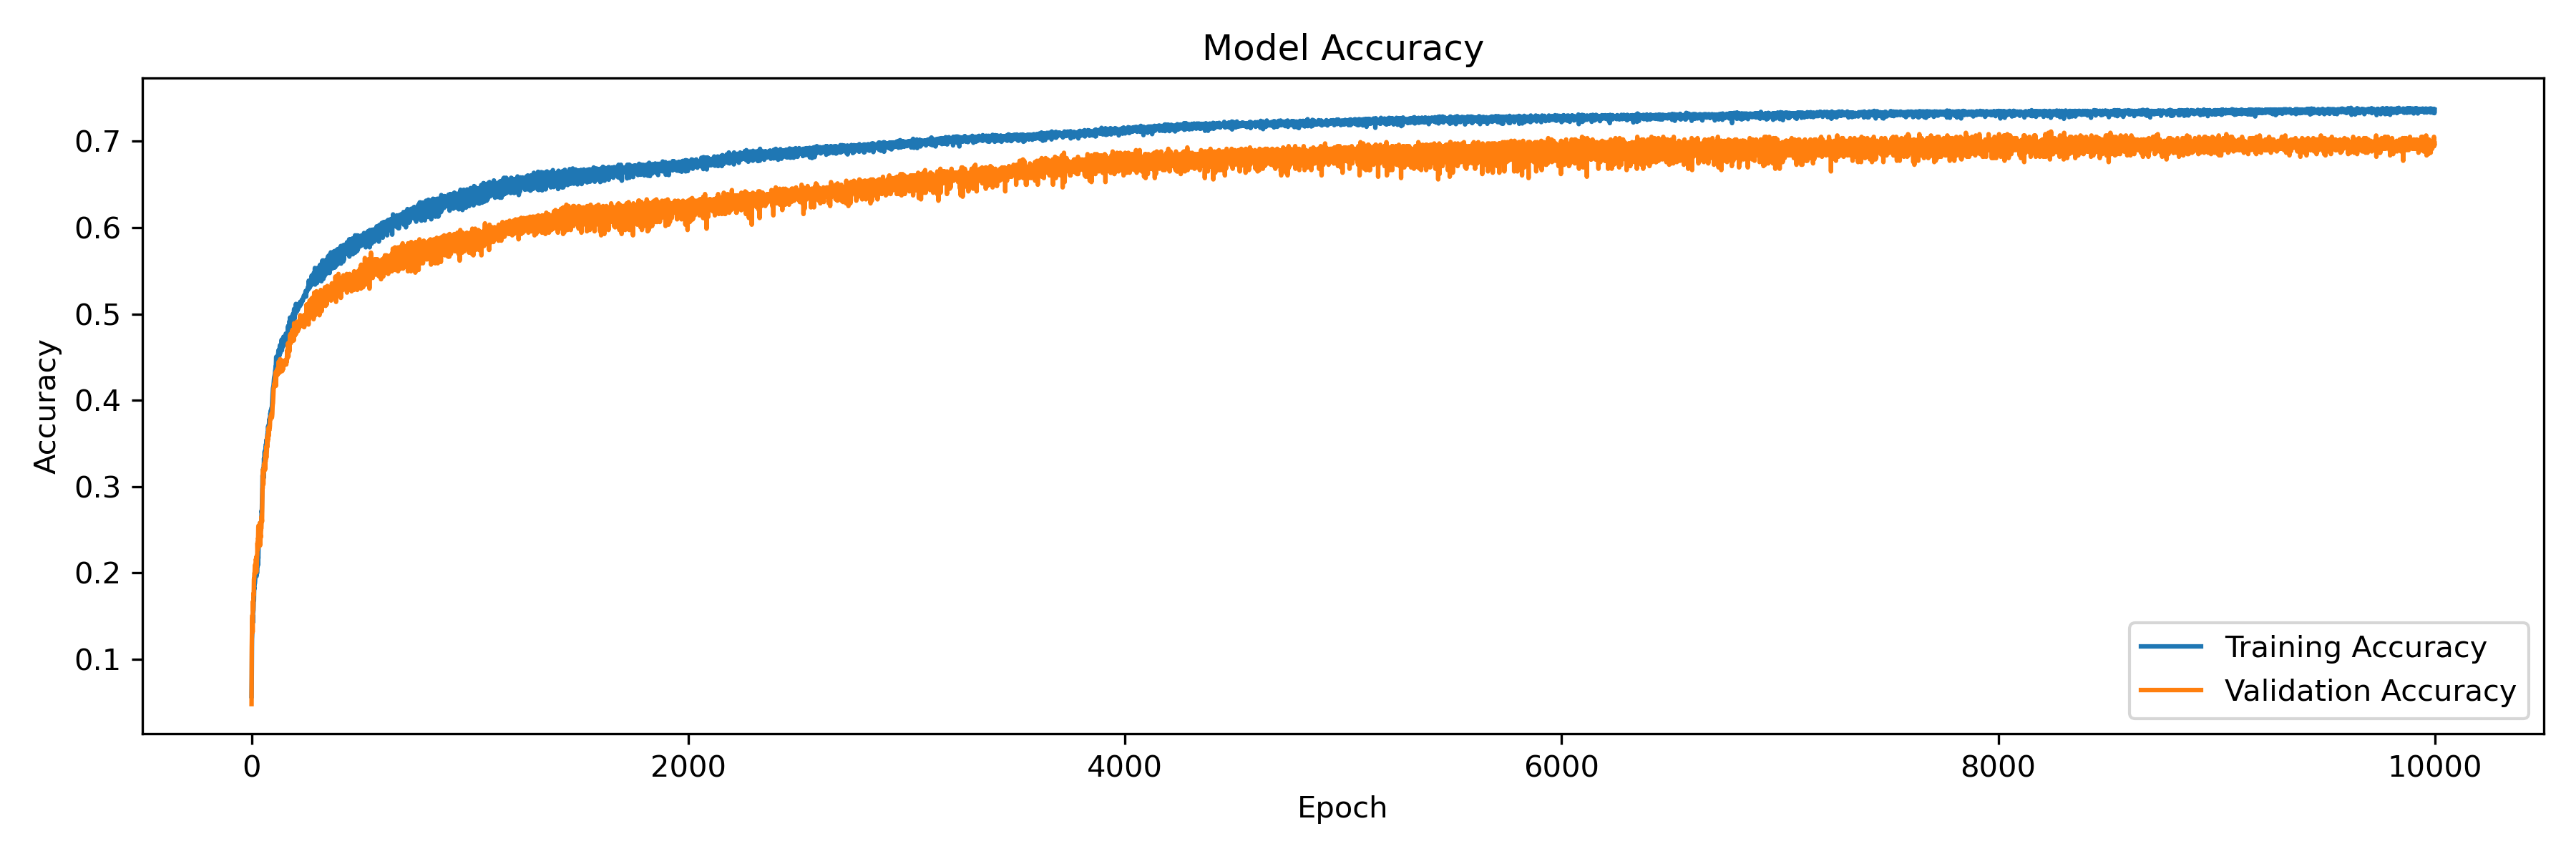 Model Accuracy
Accuracy
0.7
0.6
0.5
0.4
0.3
0.2
0.1
0
2000
4000
6000
8000
10000
Epoch
Training Accuracy
Validation Accuracy